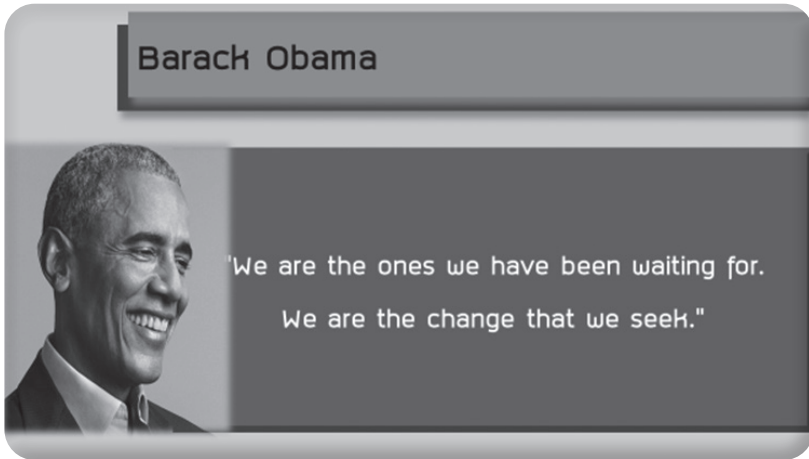 Barack Obama
"We are the ones we have been waiting for.
We are the change that we seek."